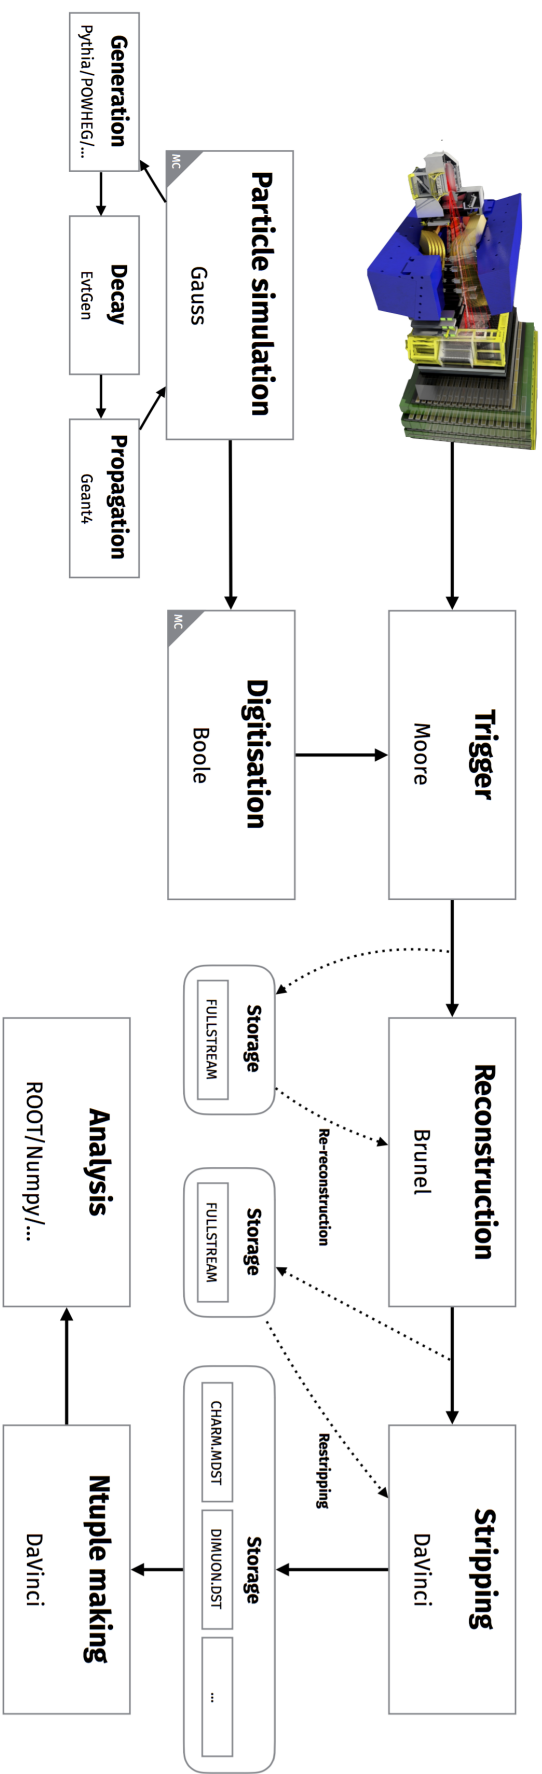 Trigger
Moore
Reconstruction
Brunel
Stripping
DaVinci
Re-reconstruction
Restripping
Particle simulation
Gauss
MC
Digitisation
Boole
MC
Storage
FULLSTREAM
Storage
FULLSTREAM
Storage
CHARM.MDST
DIMUON.DST
...
Generation
Pythia/POWHEG/...
Decay
EvtGen
Propagation
Geant4
Analysis
ROOT/Numpy/...
Ntuple making
DaVinci